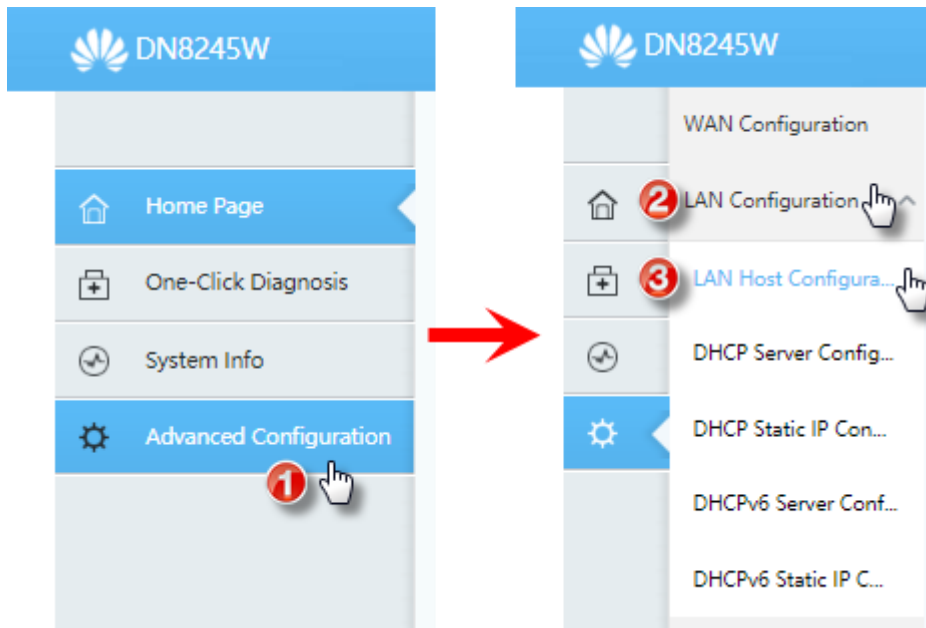 DN8245W
Home Page
One-Click Diagnosis
System Info
Advanced Configuration
1
DN8245W
WAN Configuration
2 LAN Configuration
3 LAN Host Configura...
DHCP Server Config...
DHCP Static IP Con...
DHCPv6 Server Conf...
DHCPv6 Static IP C...